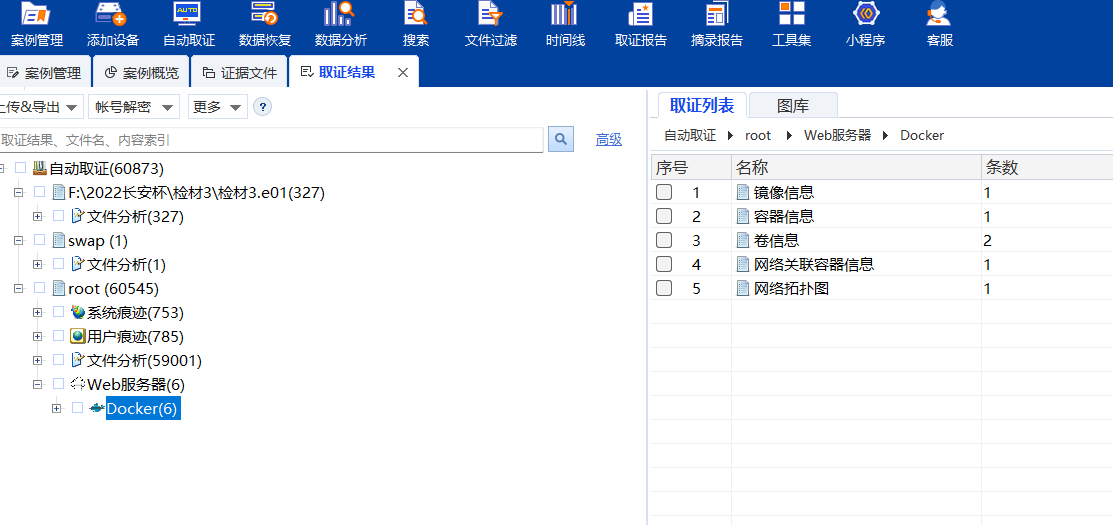 AUTO
案例管理 添加设备 自动取证 数据恢复 数据分析 搜索 文件过滤 时间线 取证报告 摘录报告 工具集 小程序 客服
案例管理 案例概览 证据文件 取证结果
上传&导出 帐号解密 更多 ?
取证结果、文件名、内容索引 高级
自动取证(60873)
F:\2022长安杯\检材3\检材3.e01(327)
文件分析(327)
swap (1)
文件分析(1)
root (60545)
系统痕迹(753)
用户痕迹(785)
文件分析(59001)
Web服务器(6)
Docker(6)
取证列表 图库
自动取证 root Web服务器 Docker
序号 名称 条数
1 镜像信息 1
2 容器信息 1
3 卷信息 2
4 网络关联容器信息 1
5 网络拓扑图 1